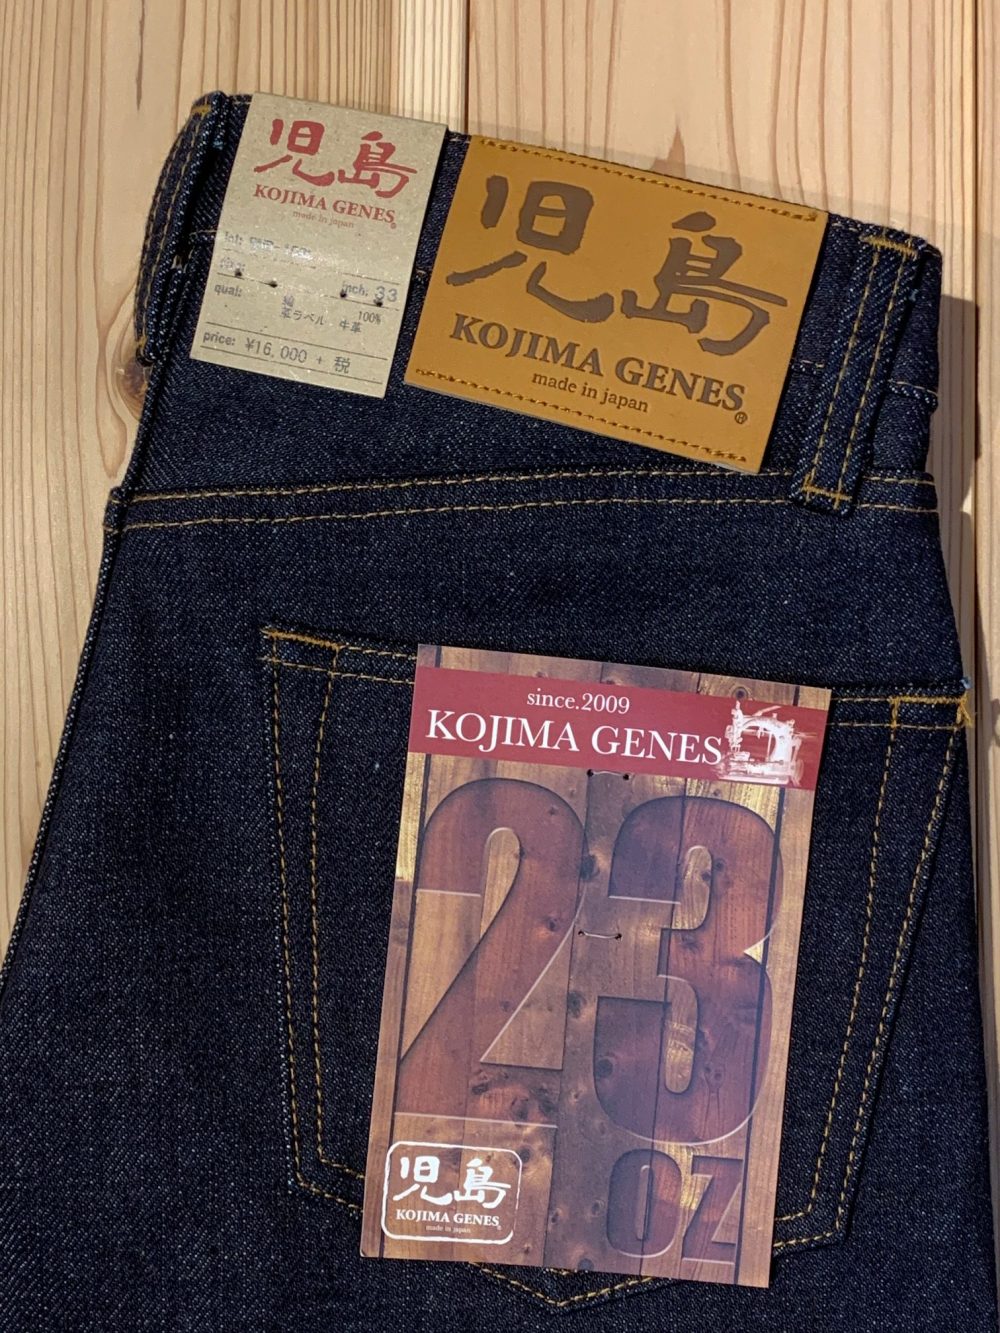 児島
KOJIMA GENES®
made in japan
lot:
inch: 33
qual: 綿 100%
革ラベル 牛革
price: ¥16,000 + 税
児島
KOJIMA GENES®
made in japan
since.2009
KOJIMA GENES
23
OZ
児島
KOJIMA GENES®
made in japan